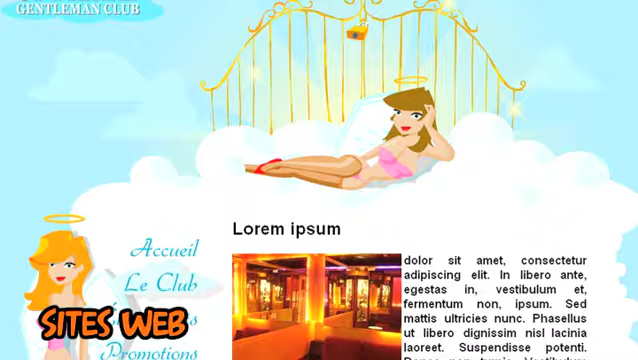 GENTLEMAN CLUB
Lorem ipsum
Accueil
Le Club
SITES WEB
Promotions
dolor sit amet, consectetur
adipiscing elit. In libero ante,
egestas in, vestibulum et,
fermentum non, ipsum. Sed
mattis ultricies nunc. Phasellus
ut libero dignissim nisl lacinia
laoreet. Suspendisse potenti.